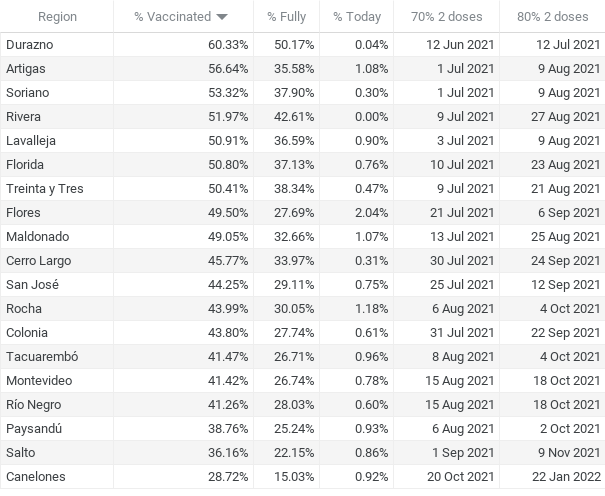 Region % Vaccinated % Fully % Today 70% 2 doses 80% 2 doses
Durazno 60.33% 50.17% 0.04% 12 Jun 2021 12 Jul 2021
Artigas 56.64% 35.58% 1.08% 1 Jul 2021 9 Aug 2021
Soriano 53.32% 37.90% 0.30% 1 Jul 2021 9 Aug 2021
Rivera 51.97% 42.61% 0.00% 9 Jul 2021 27 Aug 2021
Lavalleja 50.91% 36.59% 0.90% 3 Jul 2021 9 Aug 2021
Florida 50.80% 37.13% 0.76% 10 Jul 2021 23 Aug 2021
Treinta y Tres 50.41% 38.34% 0.47% 9 Jul 2021 21 Aug 2021
Flores 49.50% 27.69% 2.04% 21 Jul 2021 6 Sep 2021
Maldonado 49.05% 32.66% 1.07% 13 Jul 2021 25 Aug 2021
Cerro Largo 45.77% 33.97% 0.31% 30 Jul 2021 24 Sep 2021
San José 44.25% 29.11% 0.75% 25 Jul 2021 12 Sep 2021
Rocha 43.99% 30.05% 1.18% 6 Aug 2021 4 Oct 2021
Colonia 43.80% 27.74% 0.61% 31 Jul 2021 22 Sep 2021
Tacuarembó 41.47% 26.71% 0.96% 8 Aug 2021 4 Oct 2021
Montevideo 41.42% 26.74% 0.78% 15 Aug 2021 18 Oct 2021
Río Negro 41.26% 28.03% 0.60% 15 Aug 2021 18 Oct 2021
Paysandú 38.76% 25.24% 0.93% 6 Aug 2021 2 Oct 2021
Salto 36.16% 22.15% 0.86% 1 Sep 2021 9 Nov 2021
Canelones 28.72% 15.03% 0.92% 20 Oct 2021 22 Jan 2022